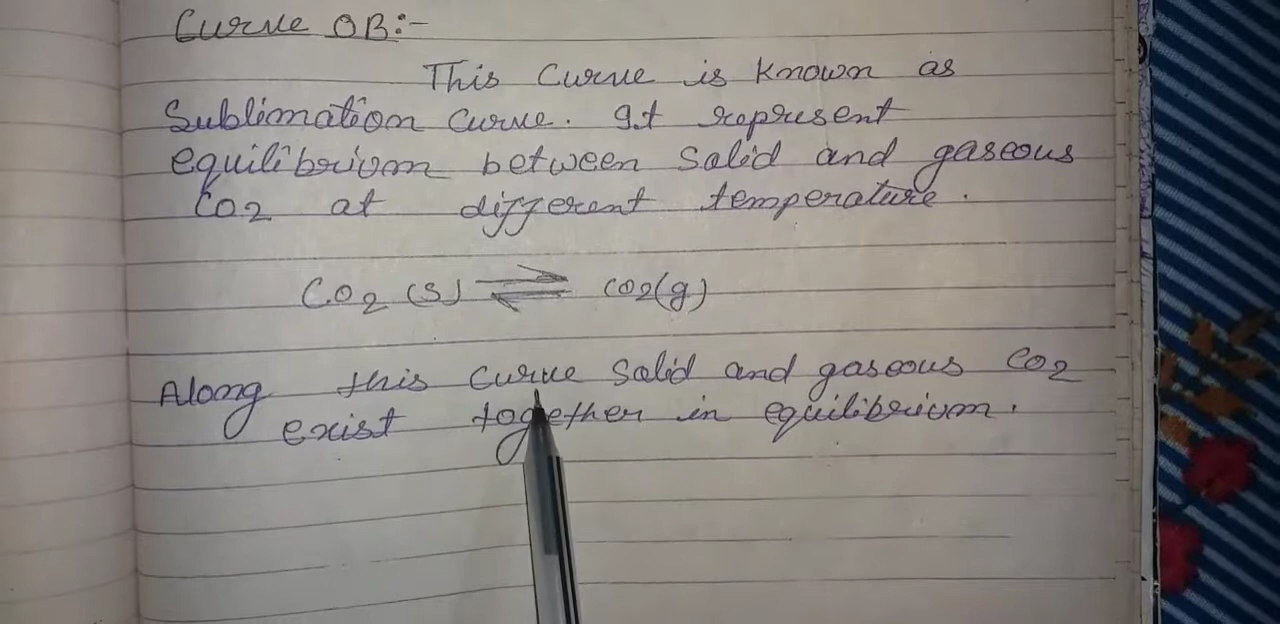 Curve OB:-
This Curve is known as
Sublimation Curve. It represent
equilibrium between Solid and gaseous
CO2 at different temperature.
CO2 (S) ⇌ CO2(g)
Along this Curve Solid and gaseous CO2
exist together in equilibrium.